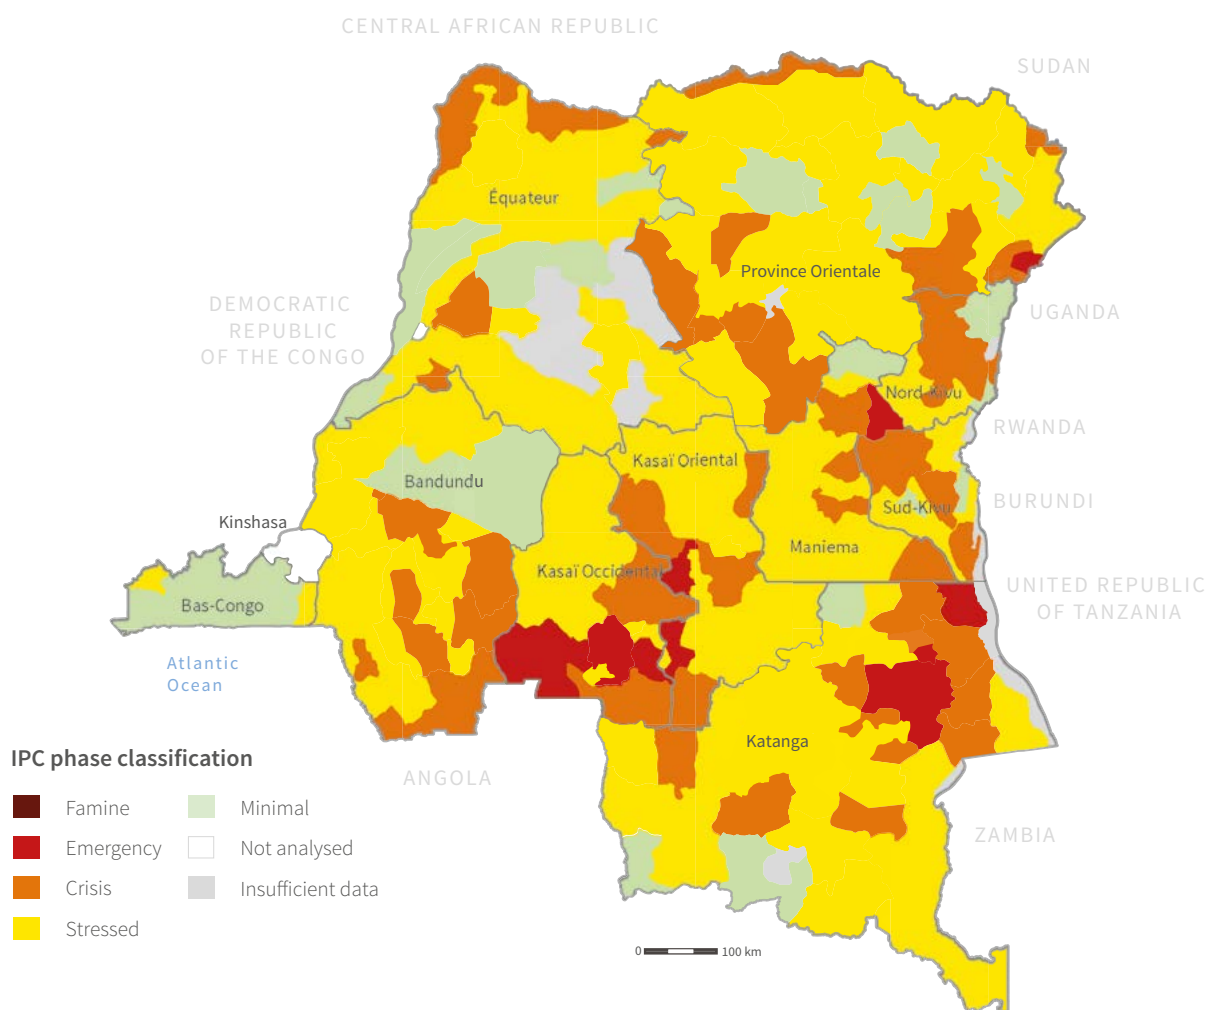 CENTRAL AFRICAN REPUBLIC
SUDAN
Équateur
Province Orientale
DEMOCRATIC
REPUBLIC
OF THE CONGO
UGANDA
Nord-Kivu
RWANDA
Kasaï Oriental
Bandundu
BURUNDI
Sud-Kivu
Kinshasa
Maniema
Kasaï Occidental
UNITED REPUBLIC
OF TANZANIA
Bas-Congo
Atlantic
Ocean
Katanga
ANGOLA
ZAMBIA
IPC phase classification
Famine
Minimal
Emergency
Not analysed
Crisis
Insufficient data
Stressed
0 100 km